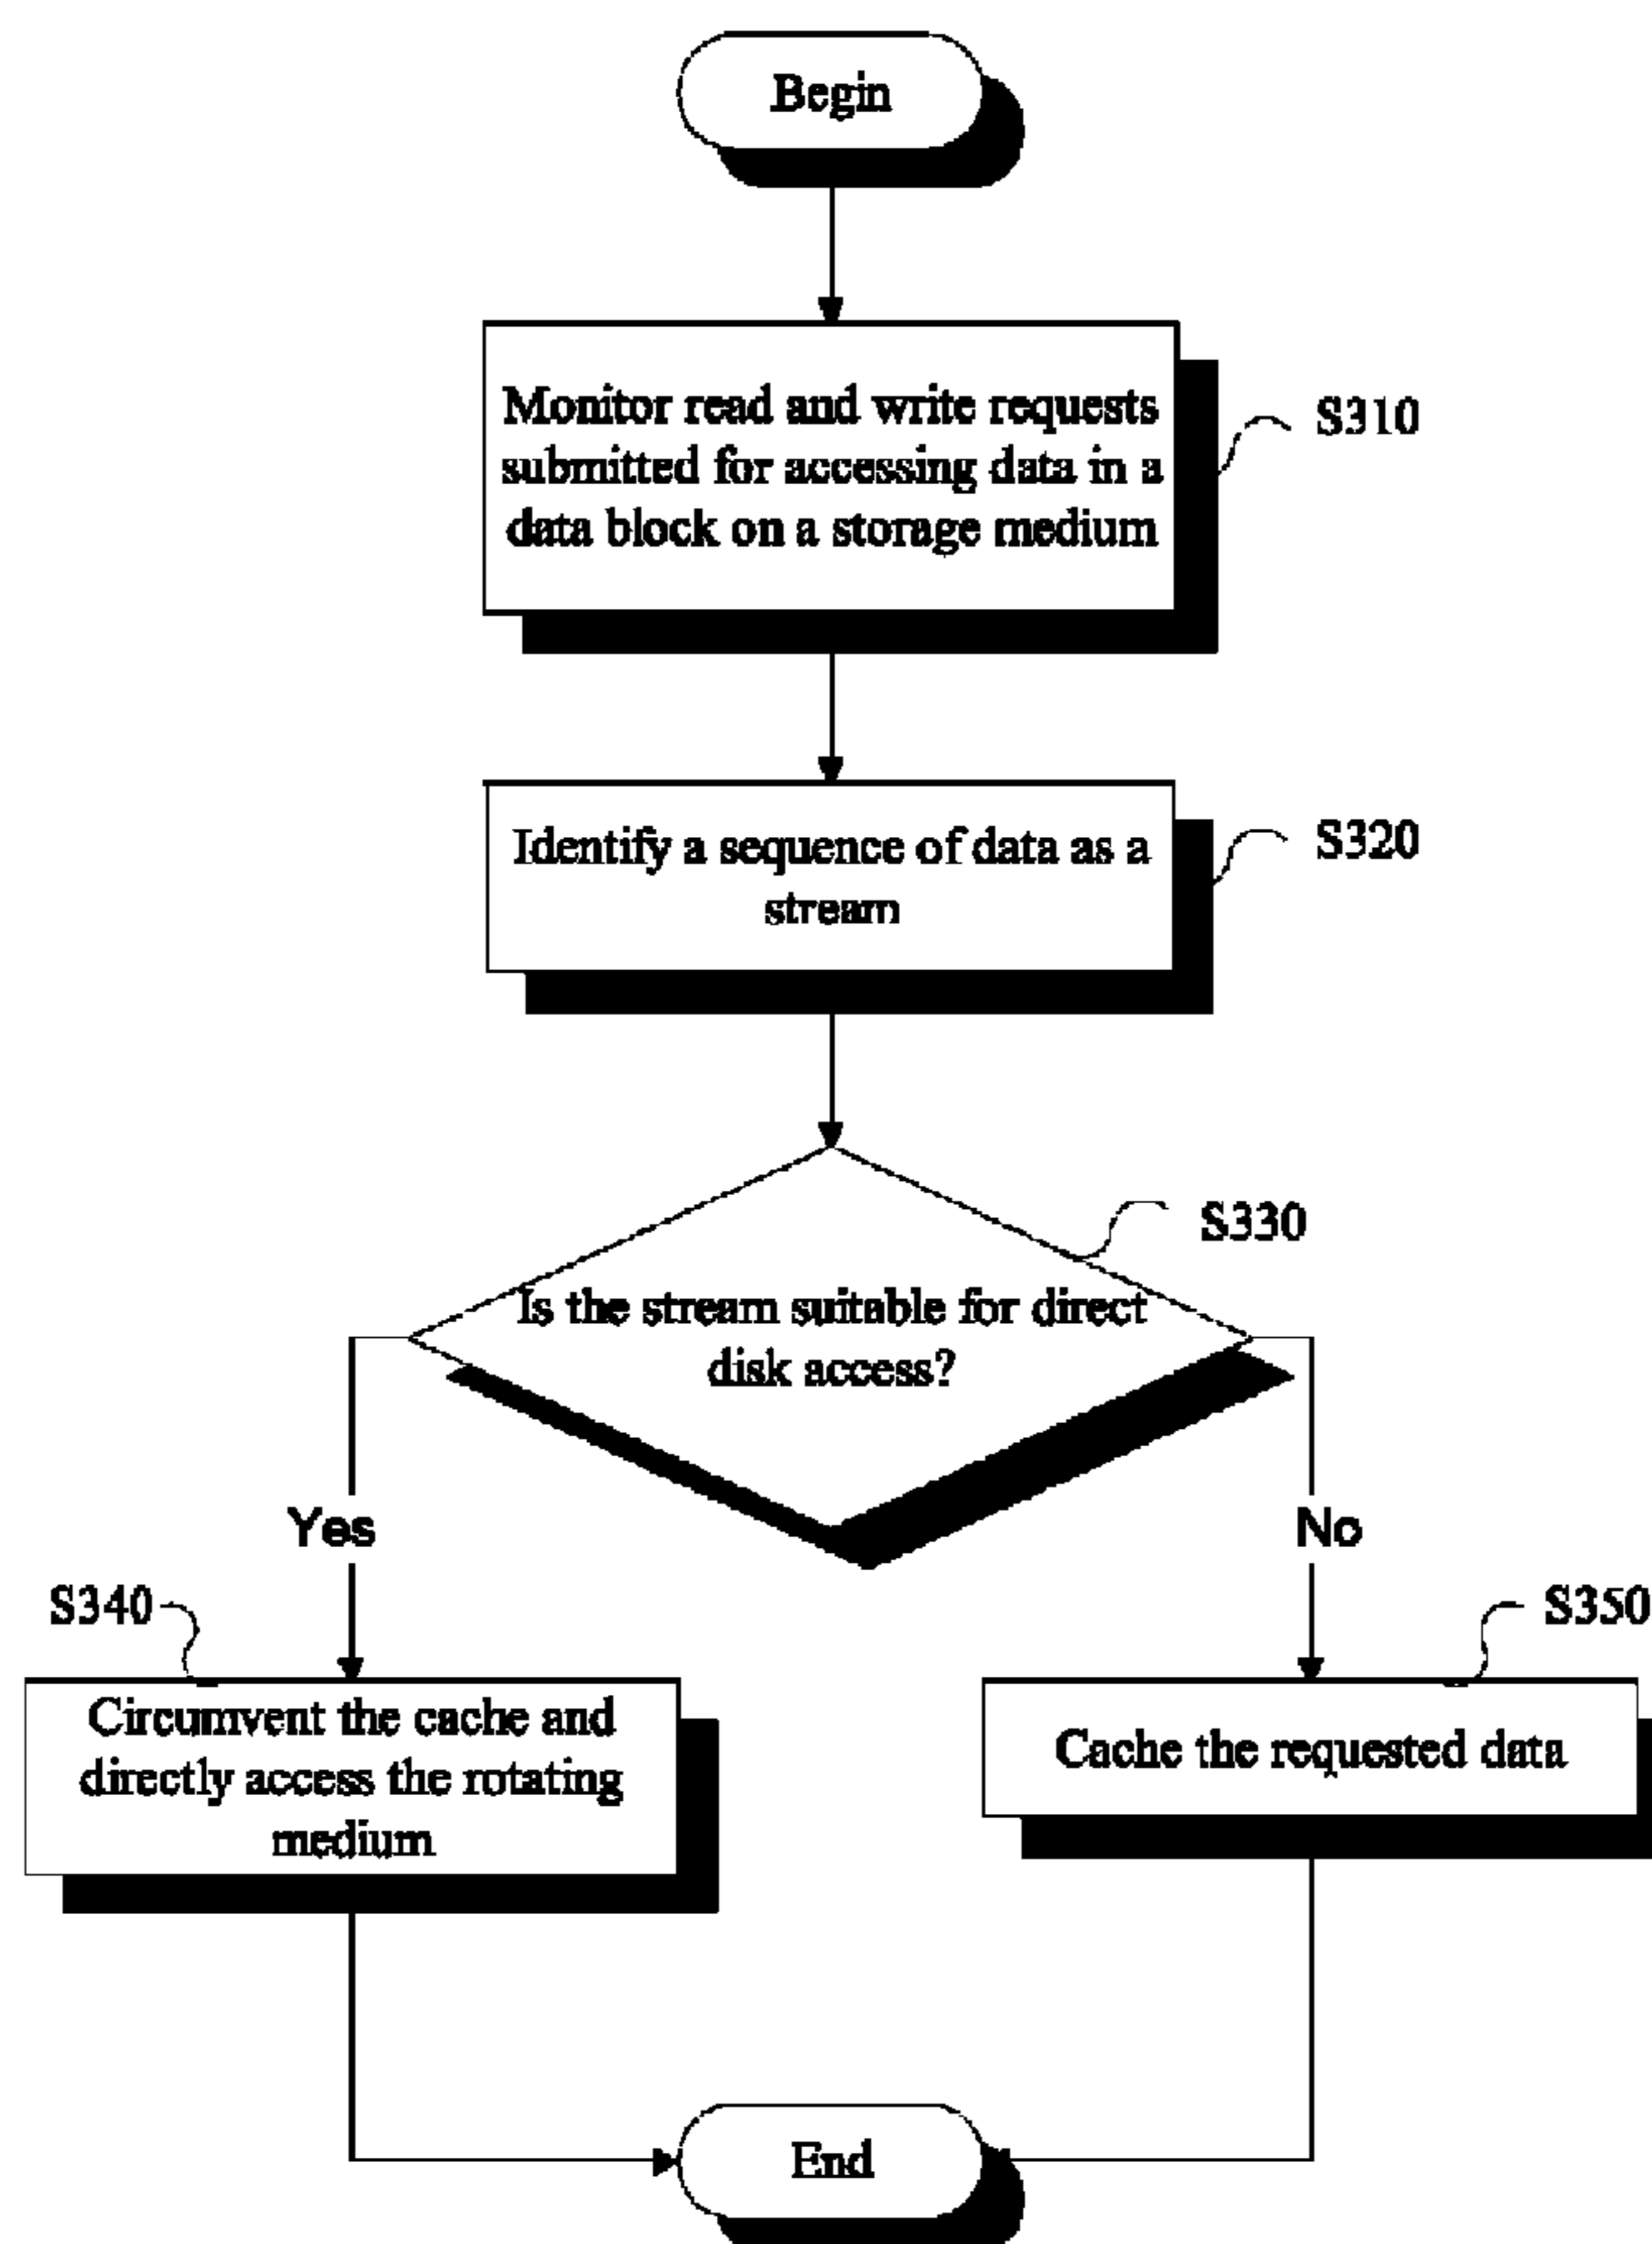 Begin
Monitor read and write requests
submitted for accessing data in a
data block on a storage medium
S310
Identify a sequence of data as a
stream
S320
S330
Is the stream suitable for direct
disk access?
Yes
No
S340
S350
Circumvent the cache and
directly access the rotating
medium
Cache the requested data
End